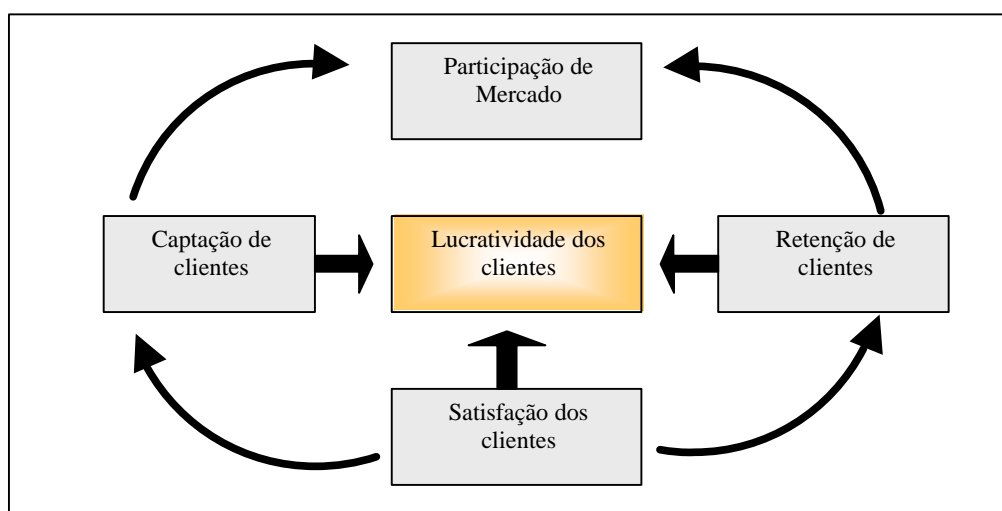 Participação de
Mercado
Captação de
clientes
Lucratividade dos
clientes
Retenção de
clientes
Satisfação dos
clientes